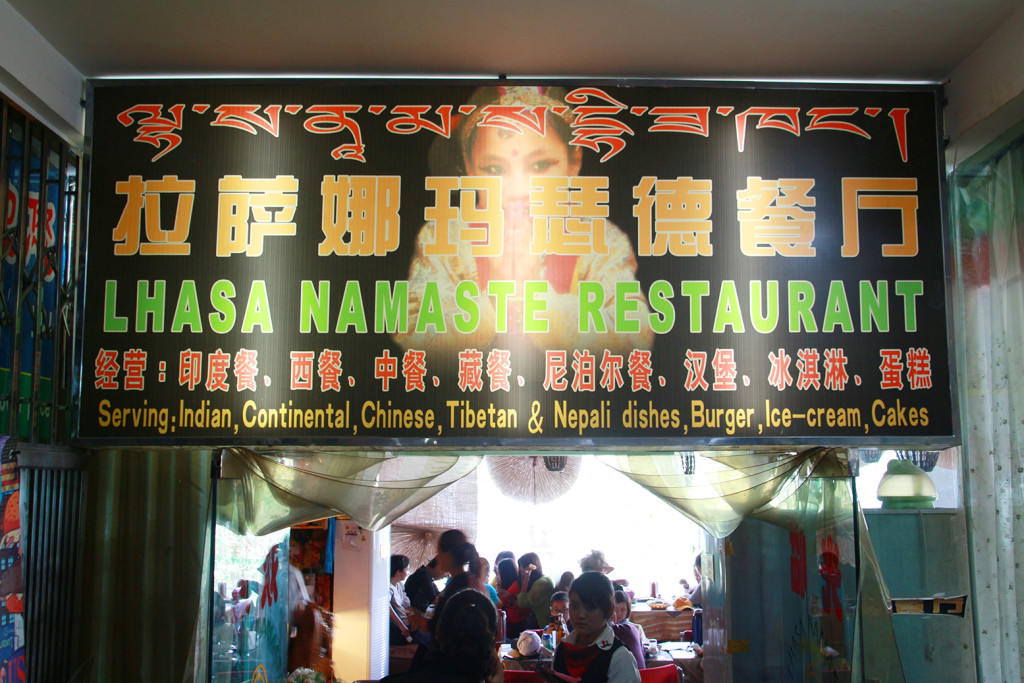 ལྷ་ས་ན་མ་ས་ཏྲེ་ཟ་ཁང་།
拉萨娜玛瑟德餐厅
LHASA NAMASTE RESTAURANT
经营：印度餐、西餐、中餐、藏餐、尼泊尔餐、汉堡、冰淇淋、蛋糕
Serving:Indian,Continental,Chinese,Tibetan & Nepali dishes,Burger,Ice-cream,Cakes